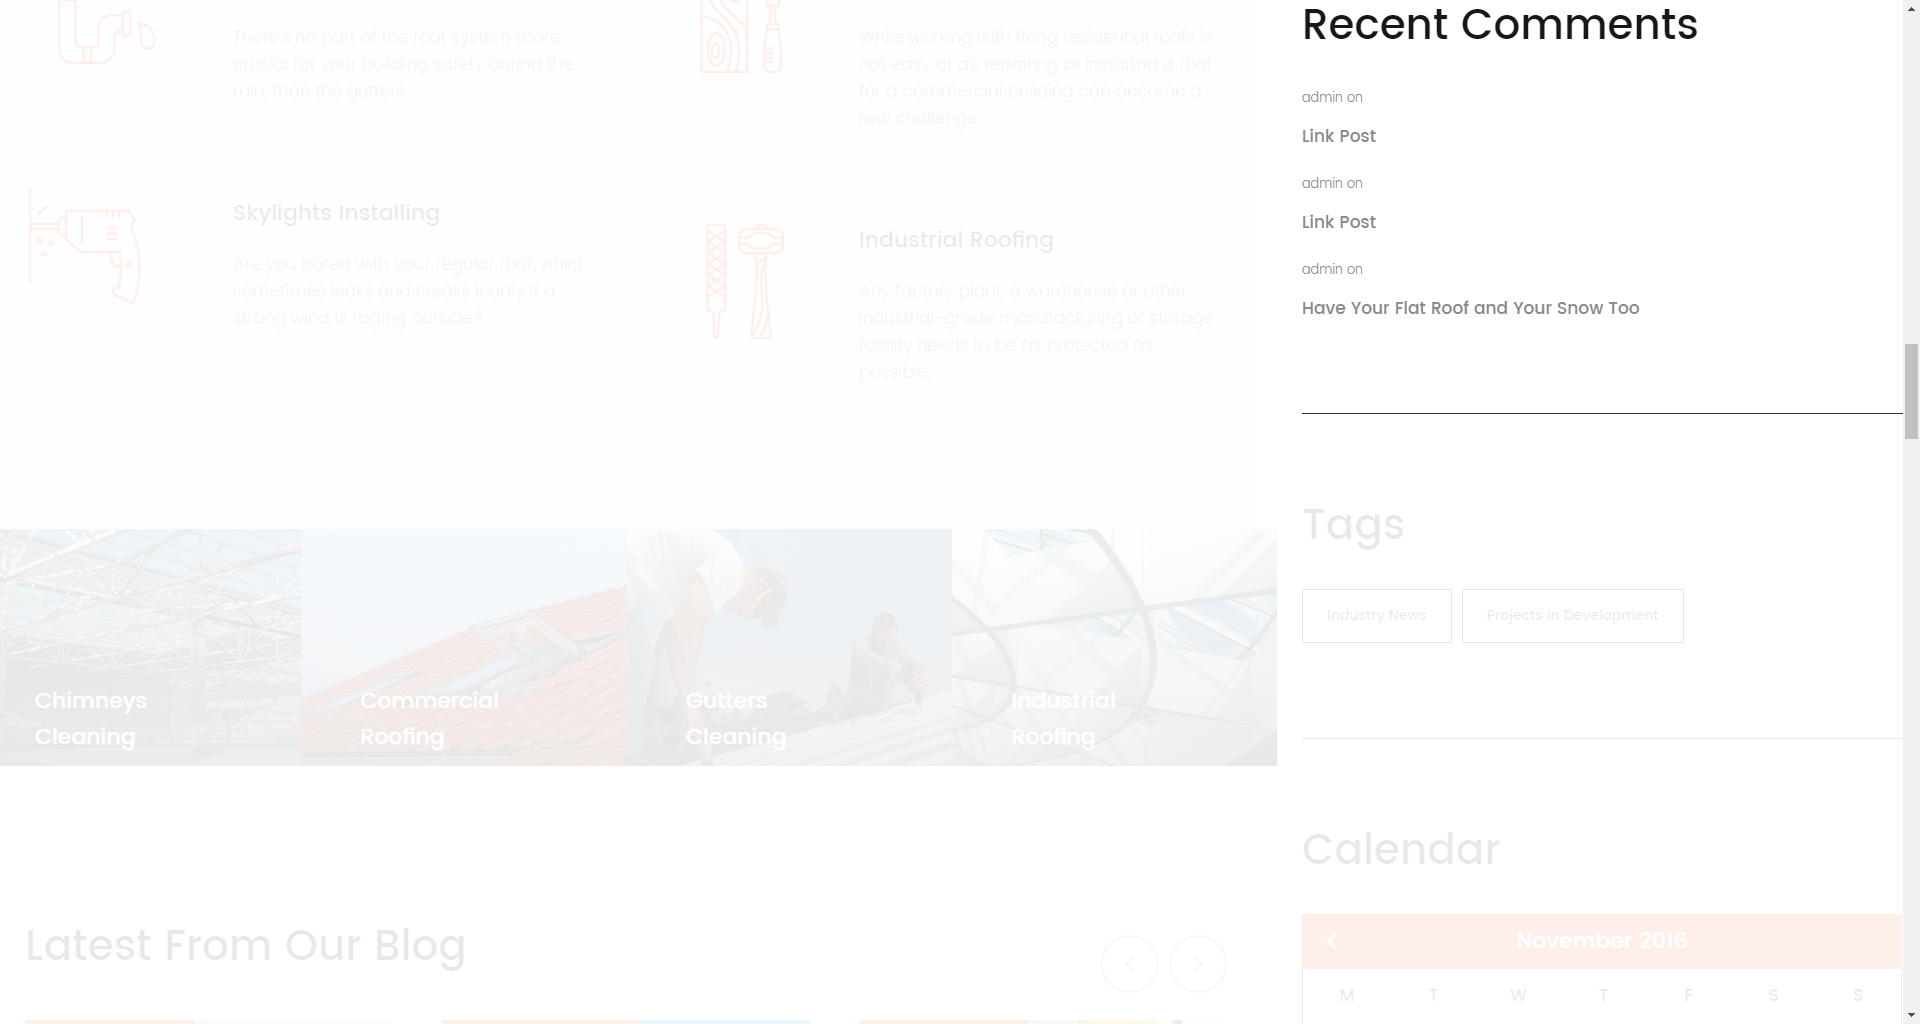 There's no part of the roof system more
crucial for your building safety during the
rain, than the gutters.
While working with fixing residential roofs is
not easy at all, repairing or installing a roof
for a commercial building can become a
real challenge.
Skylights Installing
Are you bored with your regular roof, which
sometimes leaks and creaks loudly if a
strong wind is raging outside?
Industrial Roofing
Any factory plant, a warehouse or other
industrial-grade manufacturing or storage
facility needs to be as protected as
possible.
Chimneys
Cleaning
Commercial
Roofing
Gutters
Cleaning
Industrial
Roofing
Latest From Our Blog
Recent Comments
admin on
Link Post
admin on
Link Post
admin on
Have Your Flat Roof and Your Snow Too
Tags
Industry News
Projects in Development
Calendar
November 2016
M T W T F S S